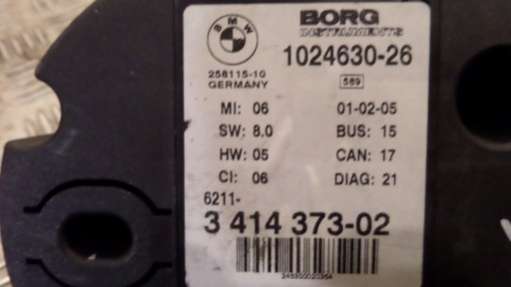 BMW
BORG
INSTRUMENTS
1024630-26
258115-10
GERMANY
589
MI: 06 01-02-05
SW: 8.0 BUS: 15
HW: 05 CAN: 17
CI: 06 DIAG: 21
6211-
3 414 373-02